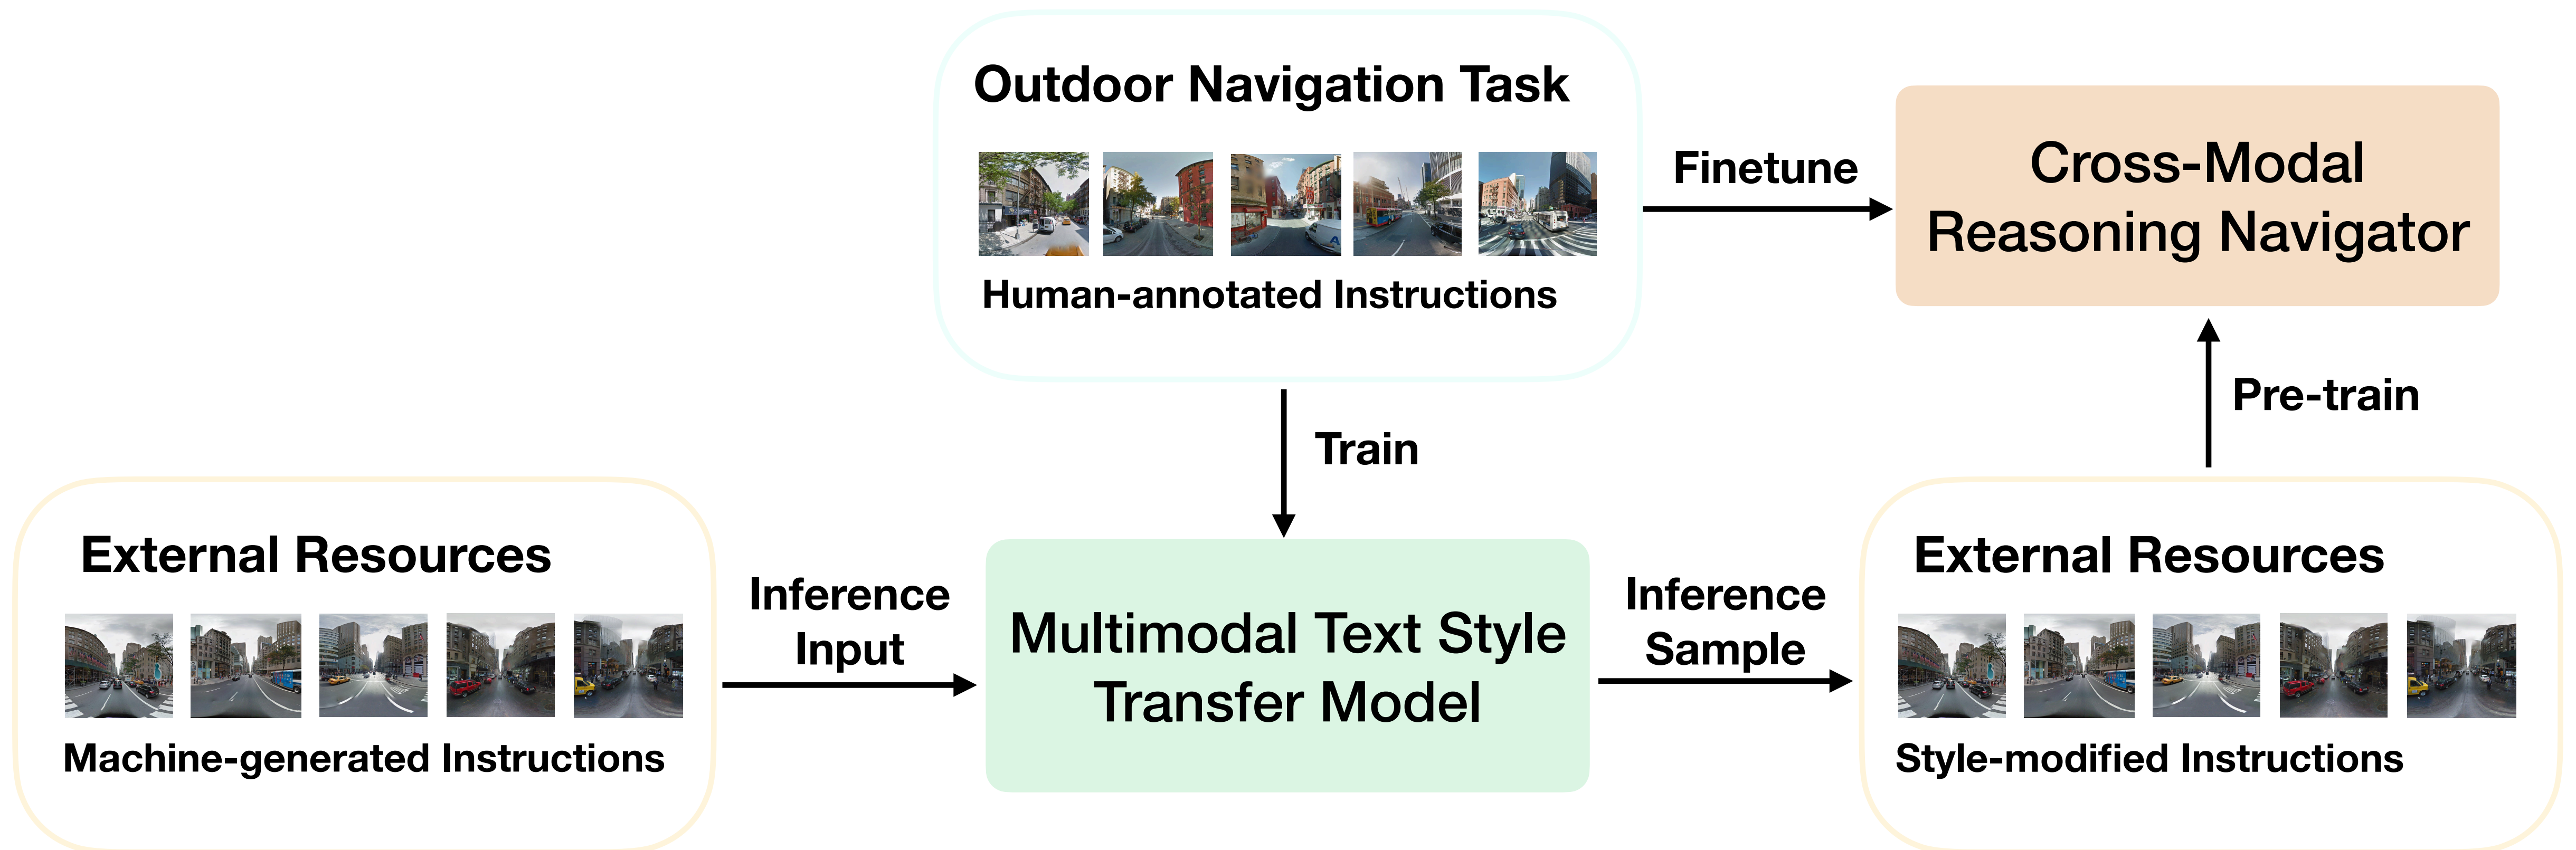 Outdoor Navigation Task
Human-annotated Instructions
Finetune
Cross-Modal
Reasoning Navigator
Train
Pre-train
External Resources
Machine-generated Instructions
Inference
Input
Multimodal Text Style
Transfer Model
Inference
Sample
External Resources
Style-modified Instructions